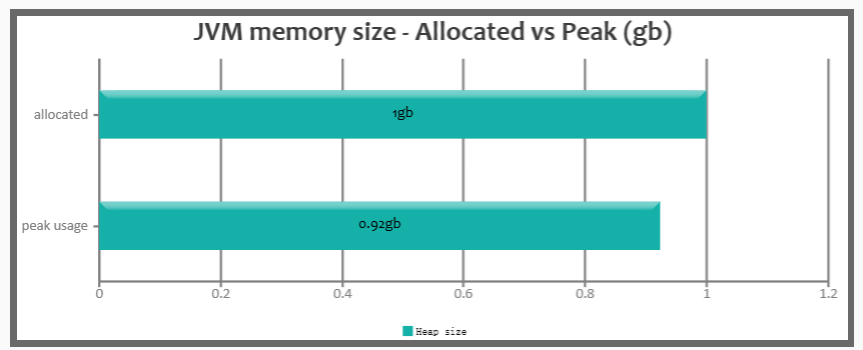 JVM memory size - Allocated vs Peak (gb)
allocated
1gb
peak usage
0.92gb
0 0.2 0.4 0.6 0.8 1 1.2
Heap size